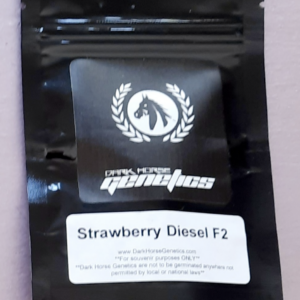 DARK HORSE
GENETICS
Strawberry Diesel F2
www.DarkHorseGenetics.com
**For souvenir purposes ONLY**
**Dark Horse Genetics are not to be germinated anywhere not
permitted by local or national laws**